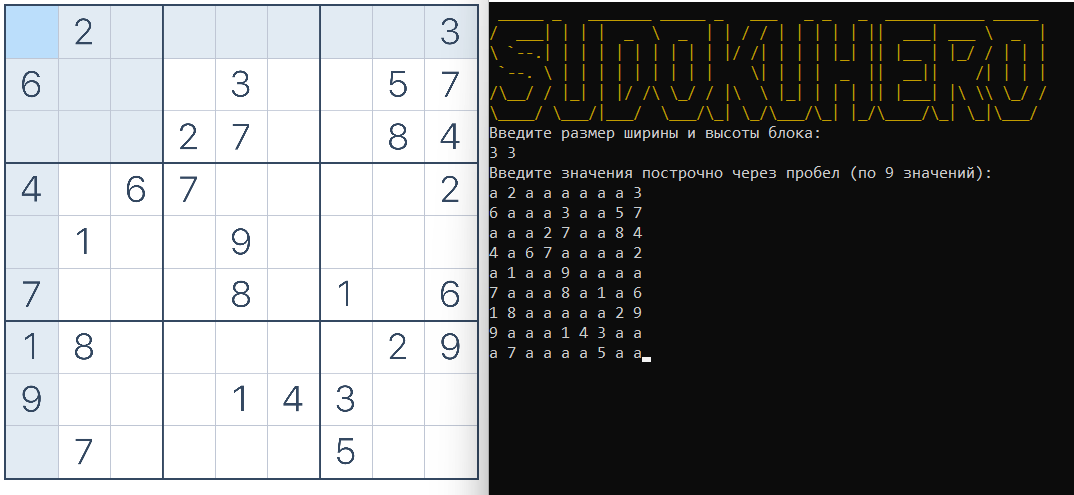 2 3
6 3 5 7
2 7 8 4
4 6 7 2
1 9
7 8 1 6
1 8 2 9
9 1 4 3
7 5
SUDOKUHERO
Введите размер ширины и высоты блока:
3 3
Введите значения построчно через пробел (по 9 значений):
a 2 a a a a a a 3
6 a a a 3 a a 5 7
a a a 2 7 a a 8 4
4 a 6 7 a a a a 2
a 1 a a 9 a a a a
7 a a a 8 a 1 a 6
1 8 a a a a a 2 9
9 a a a 1 4 3 a a
a 7 a a a a 5 a a